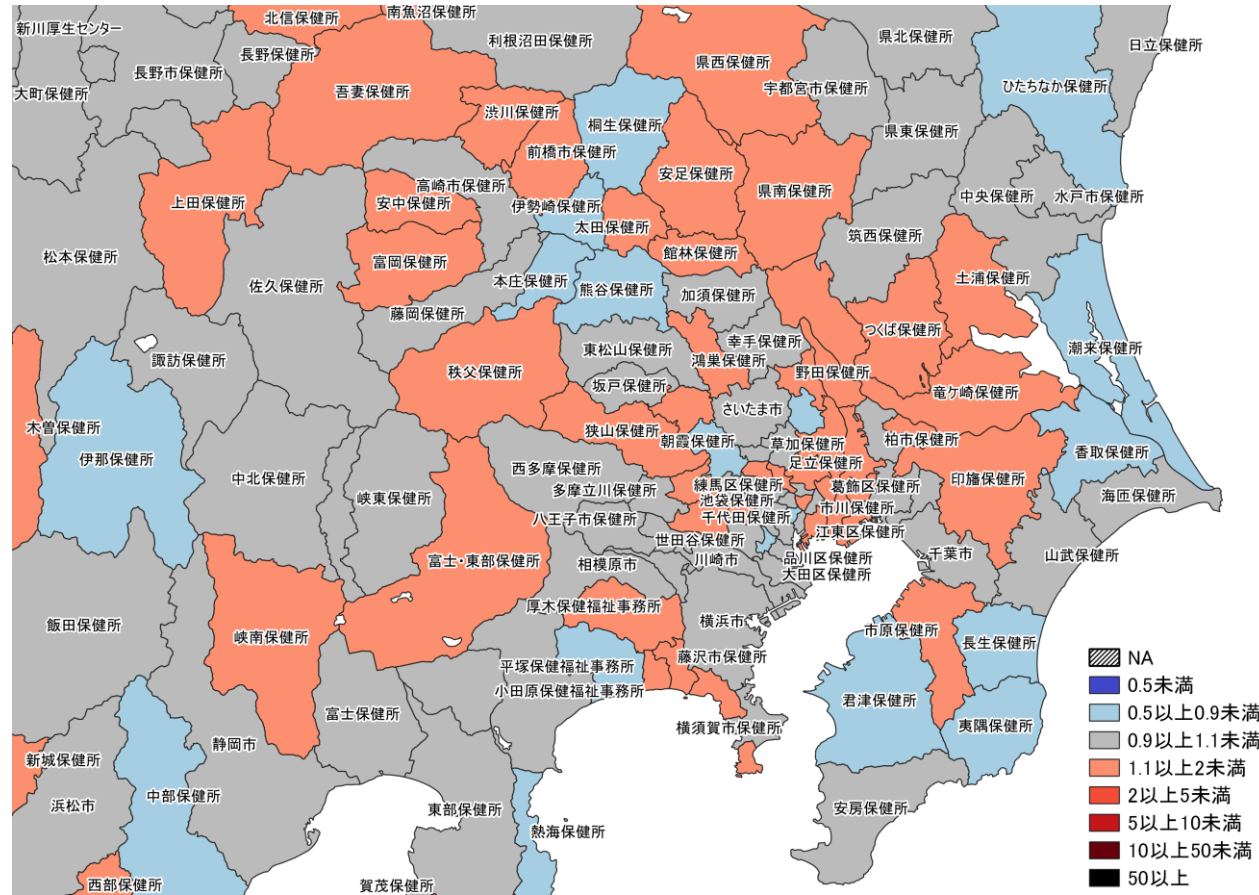 北信保健所
南魚沼保健所
新川厚生センター
利根沼田保健所
県北保健所
日立保健所
長野保健所
長野市保健所
県西保健所
大町保健所
吾妻保健所
宇都宮市保健所
ひたちなか保健所
渋川保健所
桐生保健所
県東保健所
前橋市保健所
安足保健所
県南保健所
高崎市保健所
上田保健所
安中保健所
伊勢崎保健所
太田保健所
中央保健所
水戸市保健所
筑西保健所
松本保健所
富岡保健所
館林保健所
佐久保健所
本庄保健所
熊谷保健所
加須保健所
土浦保健所
藤岡保健所
つくば保健所
幸手保健所
潮来保健所
諏訪保健所
東松山保健所
鴻巣保健所
秩父保健所
野田保健所
坂戸保健所
竜ケ崎保健所
さいたま市
木曽保健所
狭山保健所
朝霞保健所
草加保健所
柏市保健所
伊那保健所
西多摩保健所
足立保健所
香取保健所
中北保健所
峡東保健所
多摩立川保健所
練馬区保健所
葛飾区保健所
印旛保健所
海匝保健所
池袋保健所
市川保健所
八王子市保健所
千代田保健所
江東区保健所
世田谷保健所
富士・東部保健所
相模原市
川崎市
品川区保健所
千葉市
山武保健所
大田区保健所
厚木保健福祉事務所
飯田保健所
峡南保健所
横浜市
市原保健所
長生保健所
藤沢市保健所
平塚保健福祉事務所
NA
小田原保健福祉事務所
0.5未満
富士保健所
君津保健所
0.5以上0.9未満
夷隅保健所
横須賀市保健所
静岡市
0.9以上1.1未満
新城保健所
1.1以上2未満
中部保健所
2以上5未満
浜松市
東部保健所
安房保健所
5以上10未満
熱海保健所
10以上50未満
西部保健所
賀茂保健所
50以上